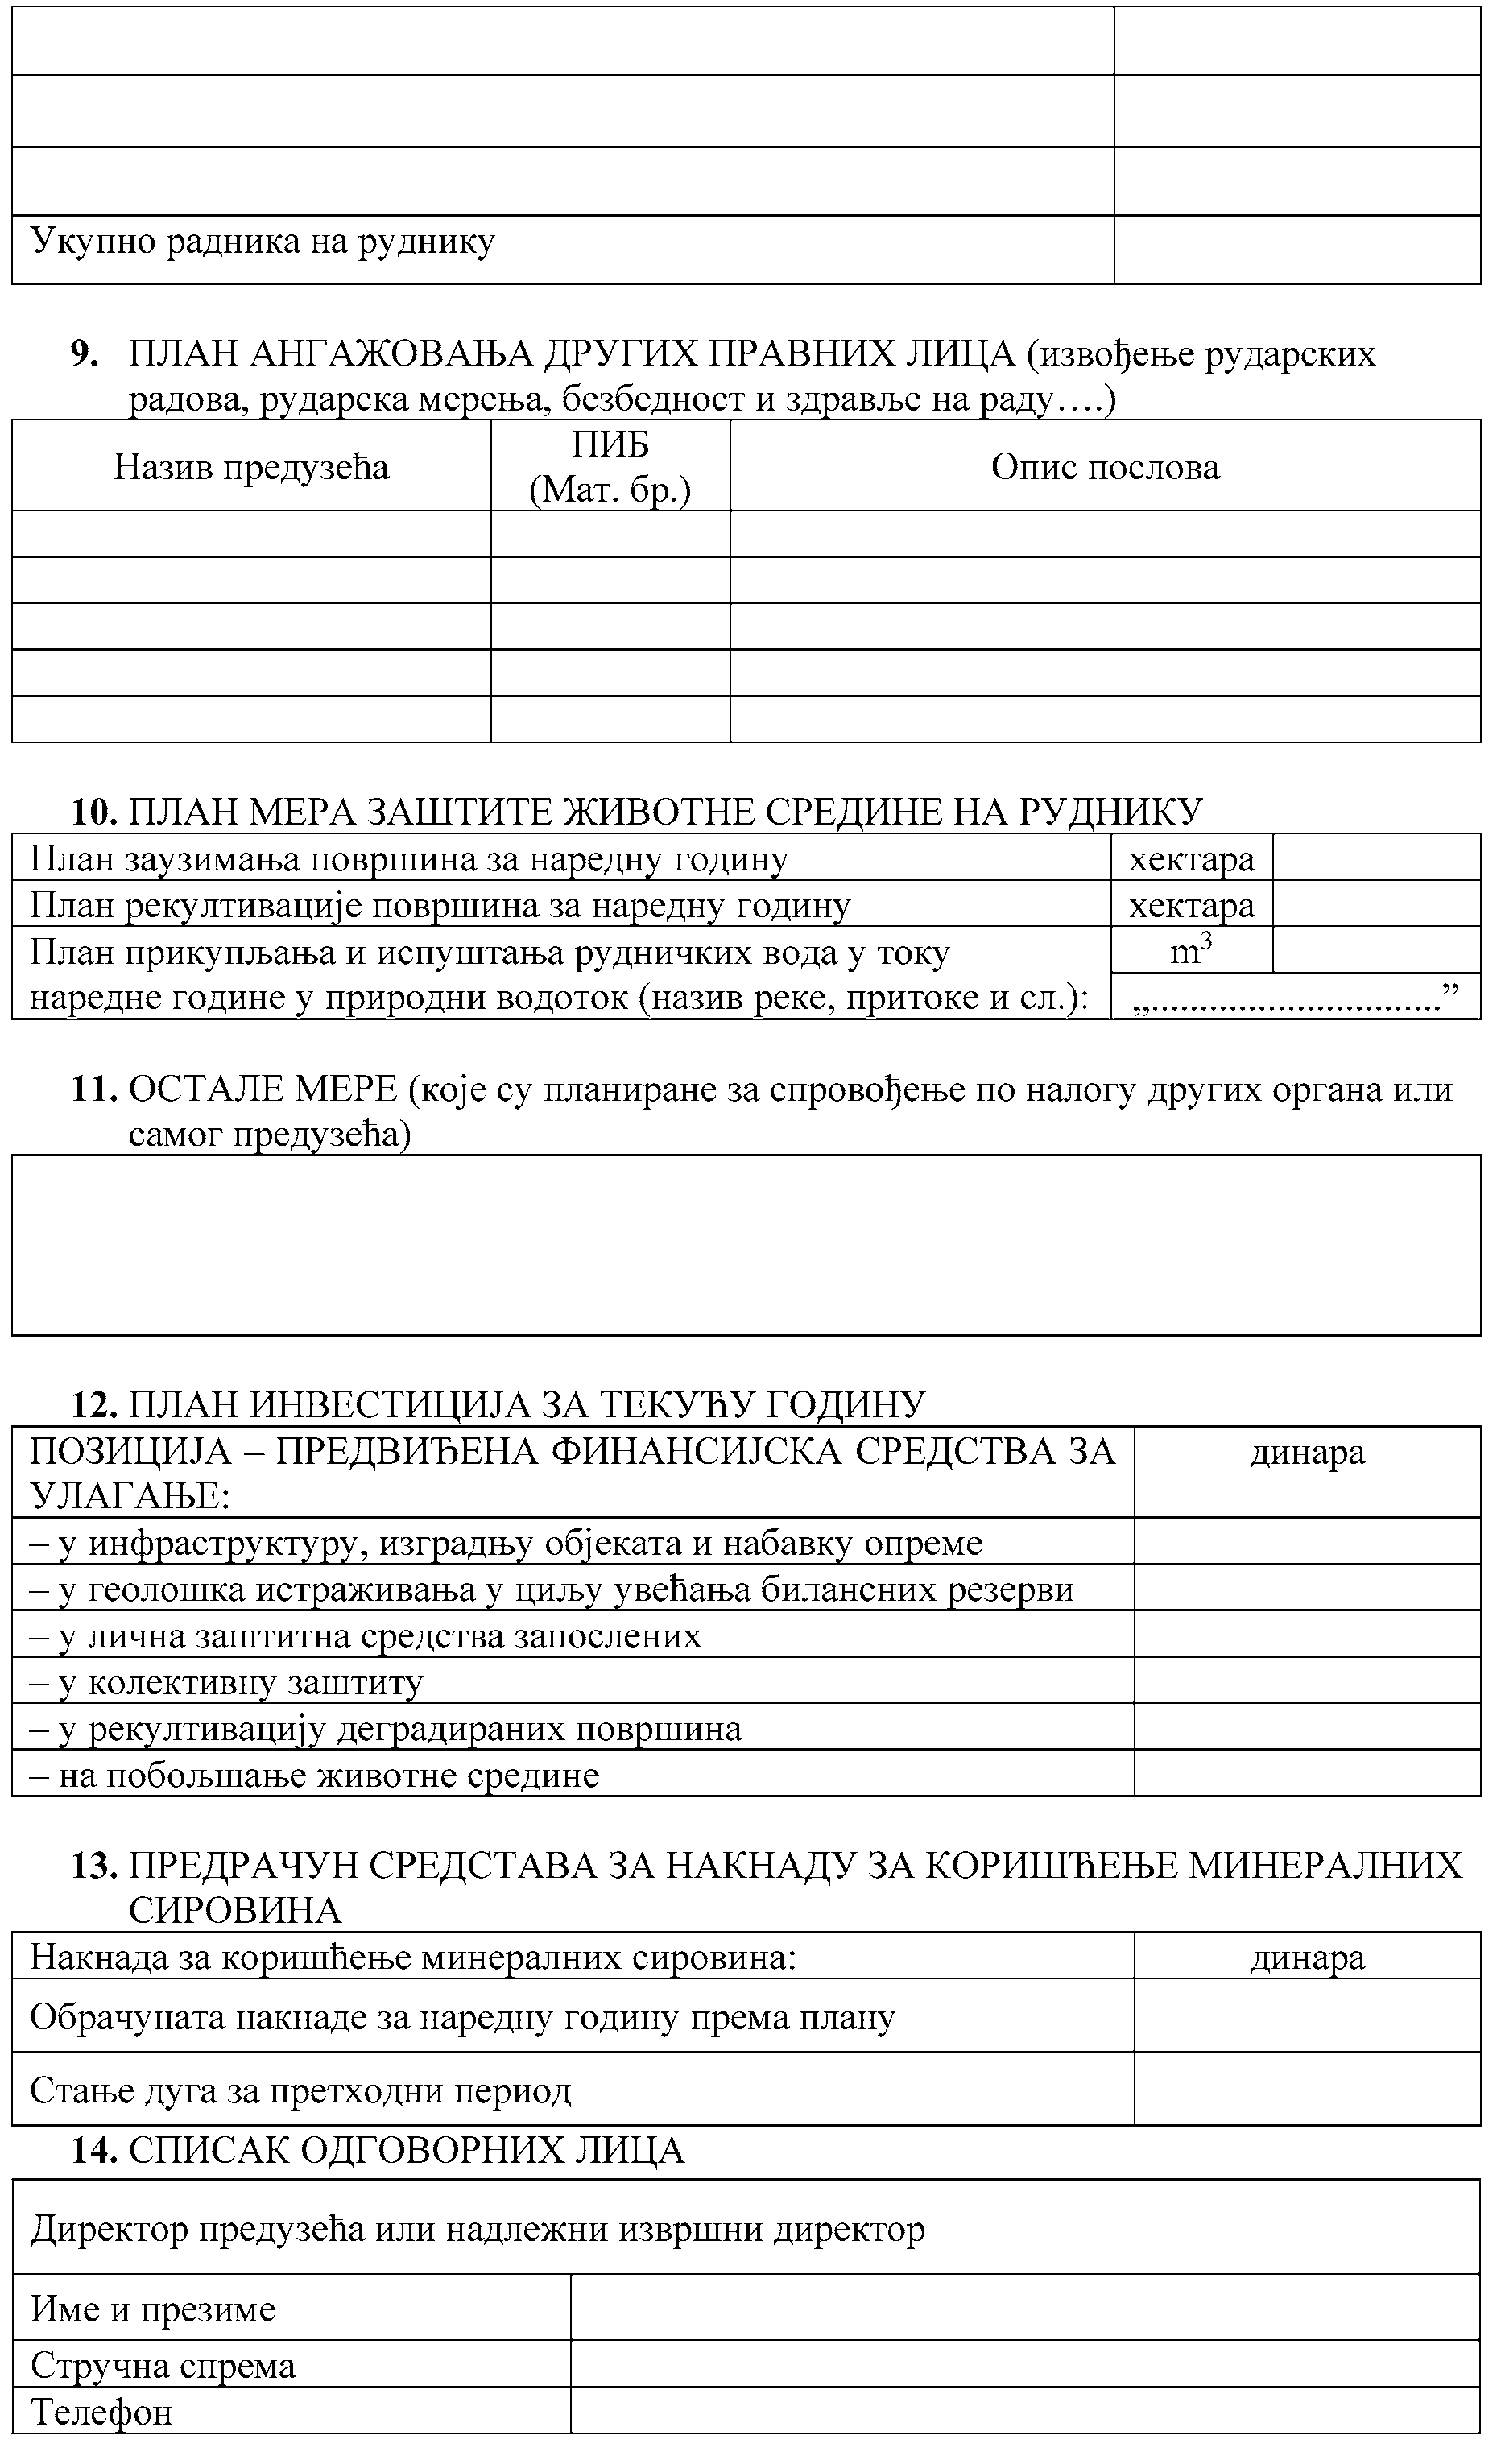 Укупно радника на руднику
9. ПЛАН АНГАЖОВАЊА ДРУГИХ ПРАВНИХ ЛИЦА (извођење рударских
радова, рударска мерења, безбедност и здравље на раду….)
Назив предузећа
ПИБ
(Мат. бр.)
Опис послова
10. ПЛАН МЕРА ЗАШТИТЕ ЖИВОТНЕ СРЕДИНЕ НА РУДНИКУ
План заузимања површина за наредну годину хектара
План рекултивације површина за наредну годину хектара
План прикупљања и испуштања рудничких вода у току m³
наредне године у природни водоток (назив реке, притоке и сл.): „..............................”
11. ОСТАЛЕ МЕРЕ (које су планиране за спровођење по налогу других органа или
самог предузећа)
12. ПЛАН ИНВЕСТИЦИЈА ЗА ТЕКУЋУ ГОДИНУ
ПОЗИЦИЈА – ПРЕДВИЂЕНА ФИНАНСИЈСКА СРЕДСТВА ЗА динара
УЛАГАЊЕ:
– у инфраструктуру, изградњу објеката и набавку опреме
– у геолошка истраживања у циљу увећања билансних резерви
– у лична заштитна средства запослених
– у колективну заштиту
– у рекултивацију деградираних површина
– на побољшање животне средине
13. ПРЕДРАЧУН СРЕДСТАВА ЗА НАКНАДУ ЗА КОРИШЋЕЊЕ МИНЕРАЛНИХ
СИРОВИНА
Накнада за коришћење минералних сировина: динара
Обрачуната накнаде за наредну годину према плану
Стање дуга за претходни период
14. СПИСАК ОДГОВОРНИХ ЛИЦА
Директор предузећа или надлежни извршни директор
Име и презиме
Стручна спрема
Телефон